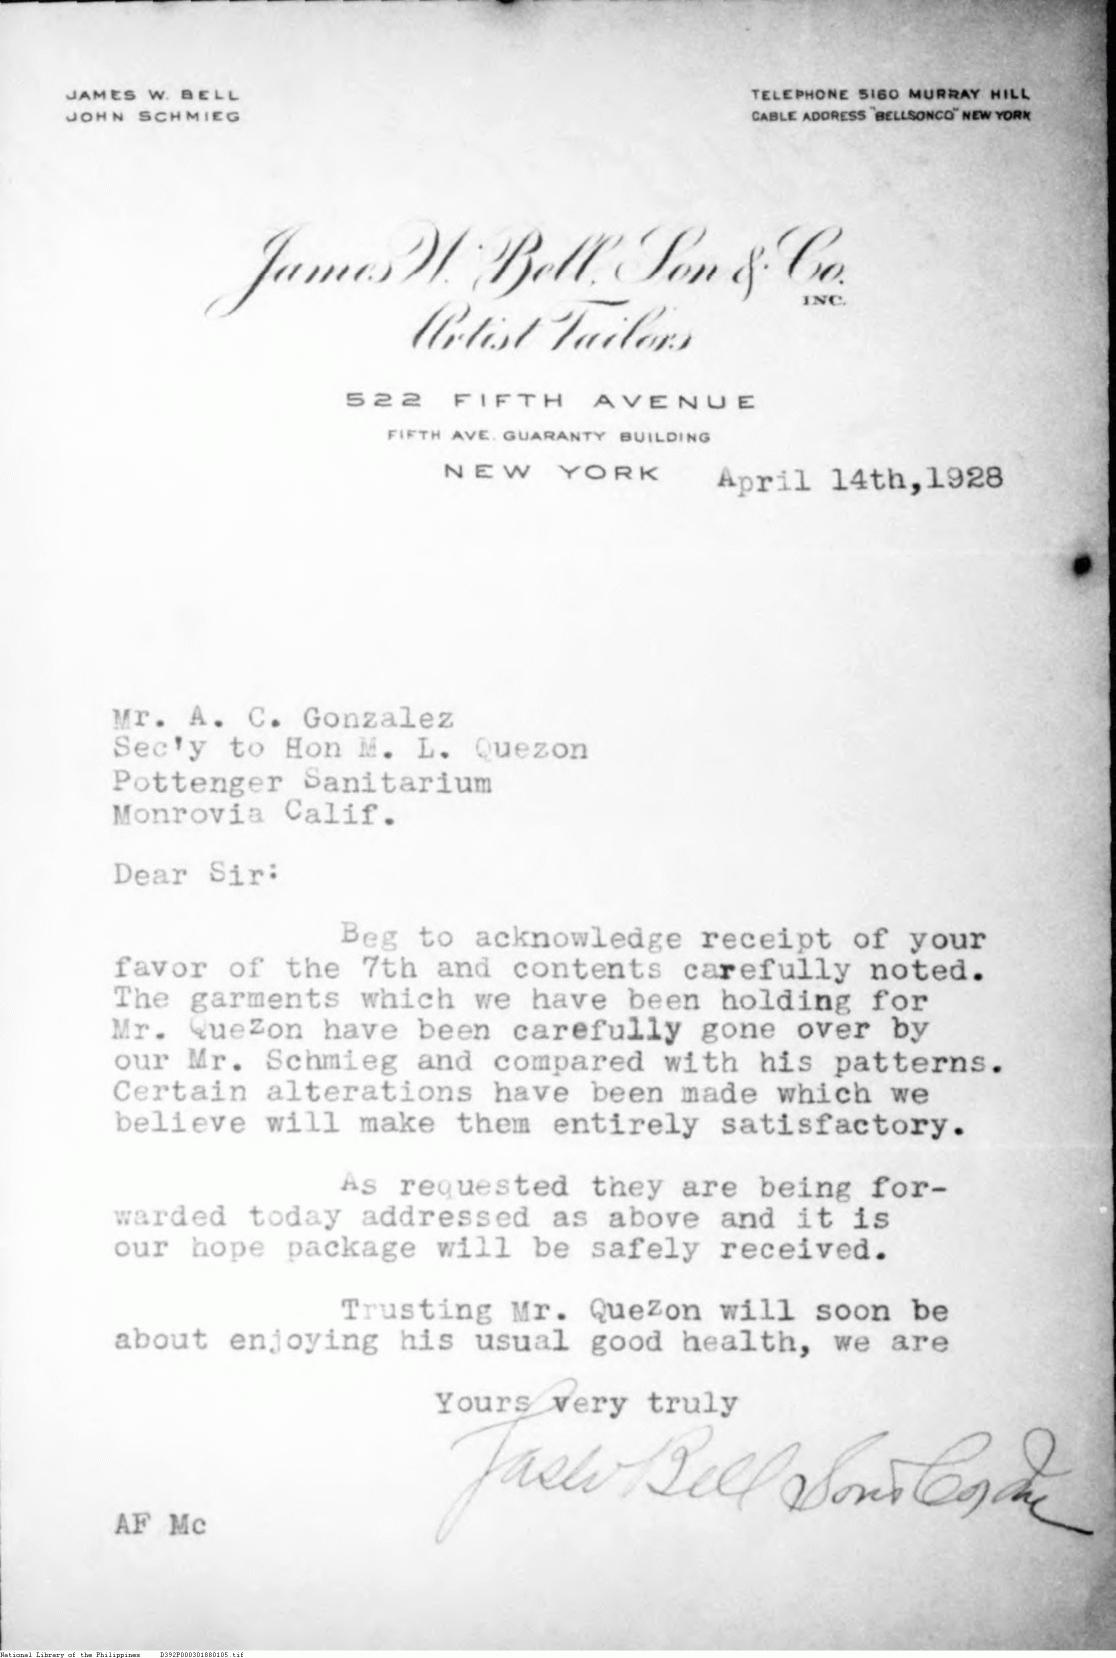 JAMES W. BELL
JOHN SCHMIEG
TELEPHONE 5160 MURRAY HILL
CABLE ADDRESS "BELLSONCO" NEW YORK
James W. Bell, Son & Co.
INC.
Artist Tailors
522 FIFTH AVENUE
FIFTH AVE. GUARANTY BUILDING
NEW YORK April 14th,1928
Mr. A. C. Gonzalez
Sec'y to Hon M. L. Quezon
Pottenger Sanitarium
Monrovia Calif.
Dear Sir:
Beg to acknowledge receipt of your
favor of the 7th and contents carefully noted.
The garments which we have been holding for
Mr. QueZon have been carefully gone over by
our Mr. Schmieg and compared with his patterns.
Certain alterations have been made which we
believe will make them entirely satisfactory.
As requested they are being for-
warded today addressed as above and it is
our hope package will be safely received.
Trusting Mr. QueZon will soon be
about enjoying his usual good health, we are
Yours very truly
Jas W Bell Son & Co Inc
AF Mc
National Library of the Philippines D392P000301880105.tif